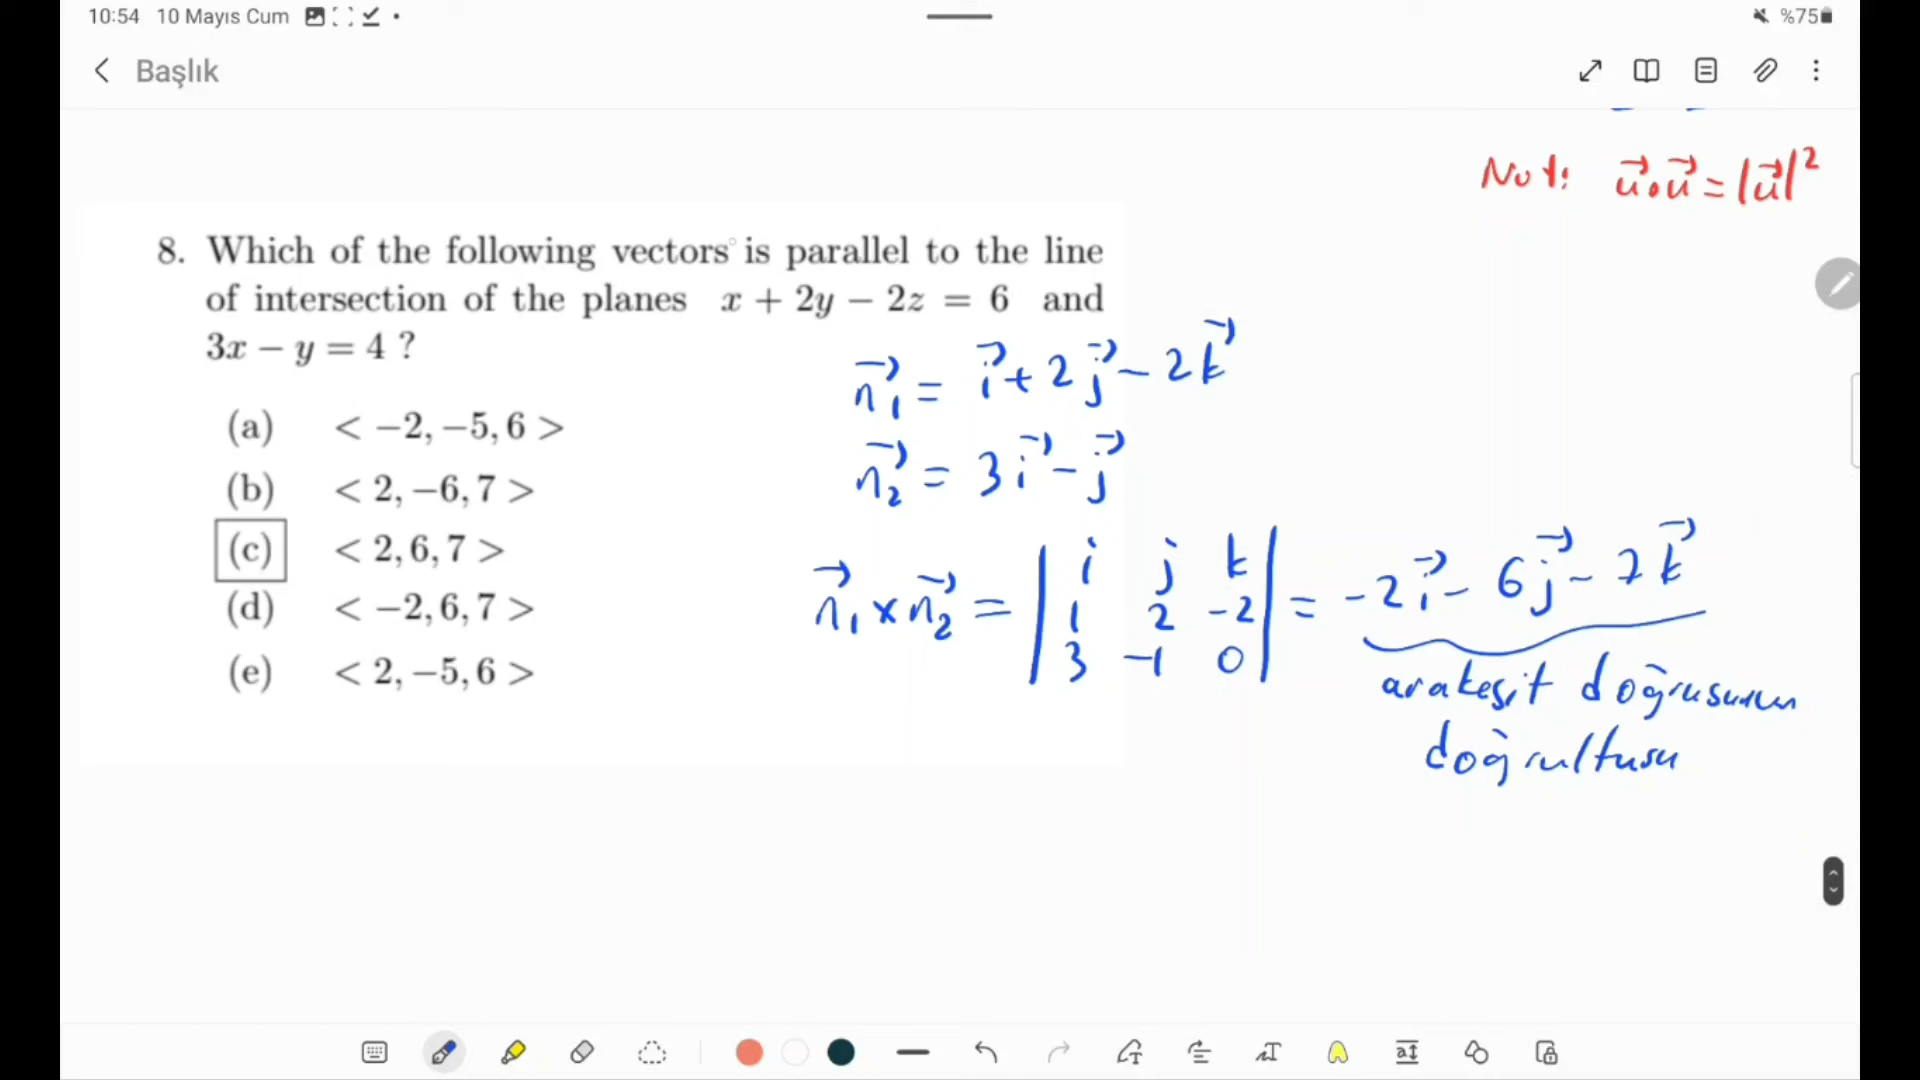 10:54 10 Mayıs Cum
%75
Başlık
Not: u⃗·u⃗ = |u⃗|²
8. Which of the following vectors is parallel to the line
of intersection of the planes x + 2y − 2z = 6 and
3x − y = 4 ?
(a) < −2, −5, 6 >
(b) < 2, −6, 7 >
(c) < 2, 6, 7 >
(d) < −2, 6, 7 >
(e) < 2, −5, 6 >
n⃗₁ = i⃗ + 2j⃗ − 2k⃗
n⃗₂ = 3i⃗ − j⃗
n⃗₁ × n⃗₂ = | i j k | = −2i⃗ − 6j⃗ − 7k⃗
1 2 −2
3 −1 0
arakesit doğrusunun
doğrultusu